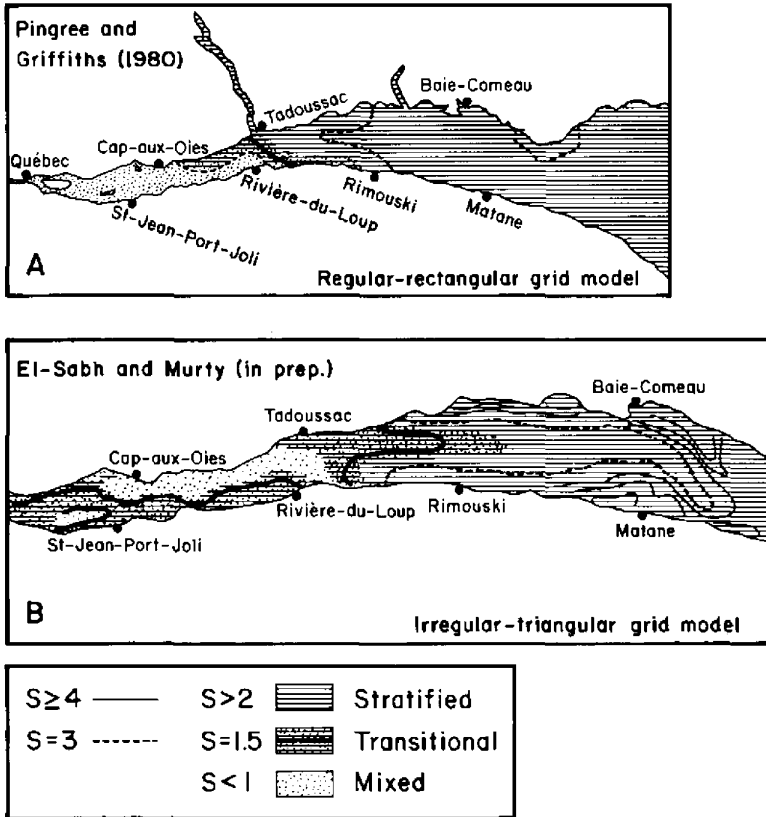 Pingree and
Griffiths (1980)
Baie-Comeau
Tadoussac
Cap-aux-Oies
Québec
Rivière-du-Loup
Rimouski
Matane
St-Jean-Port-Joli
A
Regular-rectangular grid model
El-Sabh and Murty (in prep.)
Baie-Comeau
Tadoussac
Cap-aux-Oies
Rivière-du-Loup
Rimouski
Matane
St-Jean-Port-Joli
B
Irregular-triangular grid model
S≥4 S>2 Stratified
S=3 S=1.5 Transitional
S<1 Mixed